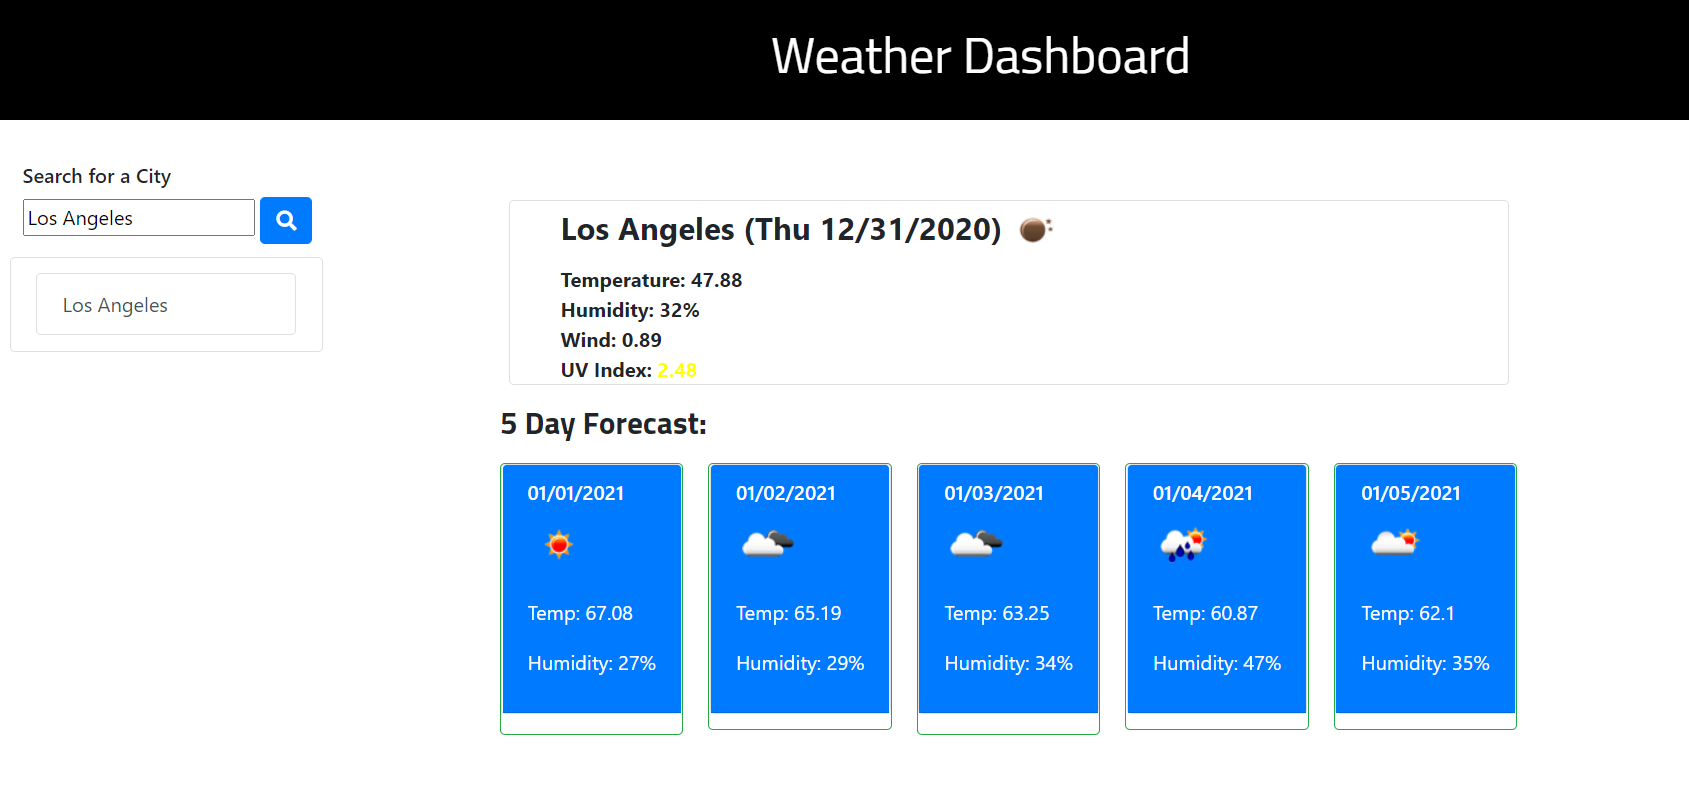 Weather Dashboard
Search for a City
Los Angeles
Los Angeles
Los Angeles (Thu 12/31/2020)
Temperature: 47.88
Humidity: 32%
Wind: 0.89
UV Index: 2.48
5 Day Forecast:
01/01/2021
Temp: 67.08
Humidity: 27%
01/02/2021
Temp: 65.19
Humidity: 29%
01/03/2021
Temp: 63.25
Humidity: 34%
01/04/2021
Temp: 60.87
Humidity: 47%
01/05/2021
Temp: 62.1
Humidity: 35%